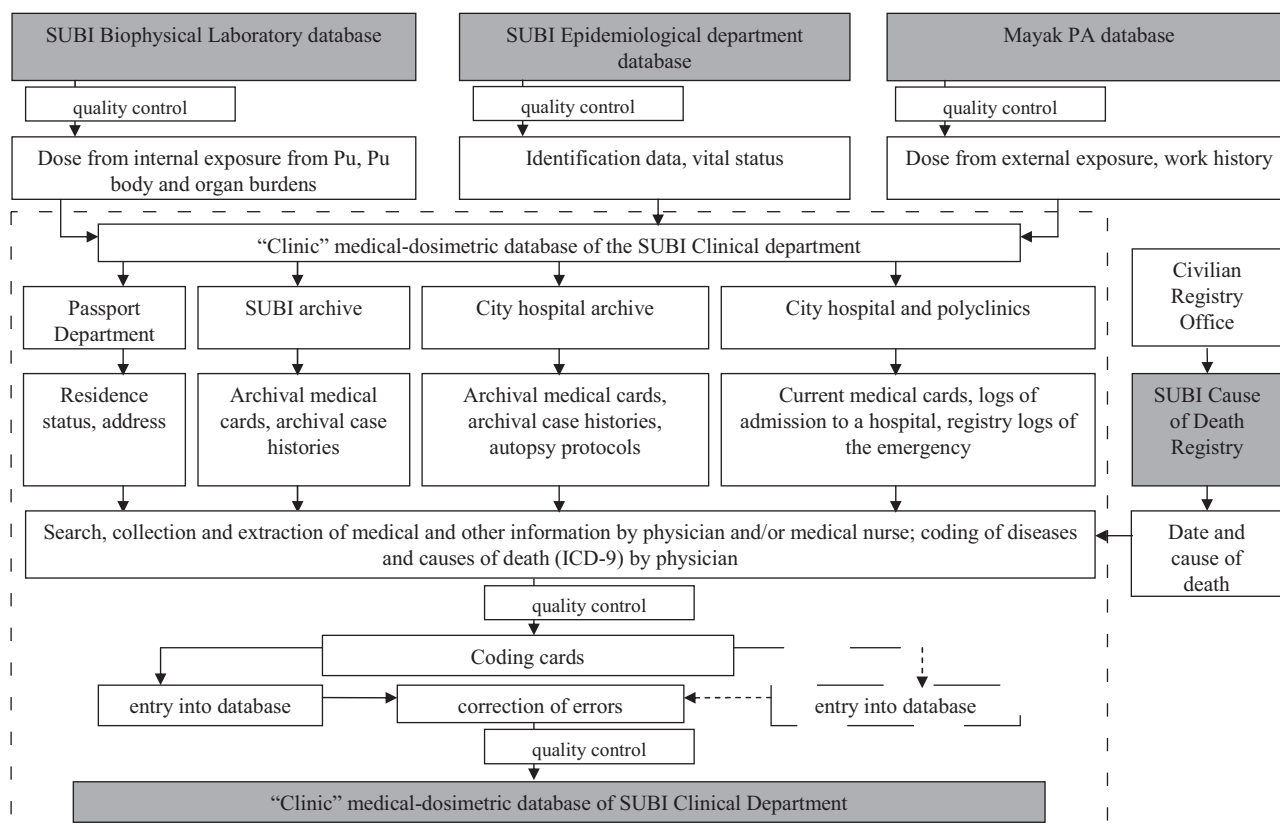 SUBI Biophysical Laboratory database
SUBI Epidemiological department
database
Mayak PA database
quality control
quality control
quality control
Dose from internal exposure from Pu, Pu
body and organ burdens
Identification data, vital status
Dose from external exposure, work history
“Clinic” medical-dosimetric database of the SUBI Clinical department
Passport
Department
SUBI archive
City hospital archive
City hospital and polyclinics
Civilian
Registry
Office
Residence
status, address
Archival medical
cards, archival case
histories
Archival medical cards,
archival case histories,
autopsy protocols
Current medical cards, logs of
admission to a hospital, registry logs of
the emergency
SUBI Cause
of Death
Registry
Search, collection and extraction of medical and other information by physician and/or medical nurse; coding of diseases
and causes of death (ICD-9) by physician
Date and
cause of
death
quality control
Coding cards
entry into database
correction of errors
entry into database
quality control
“Clinic” medical-dosimetric database of SUBI Clinical Department